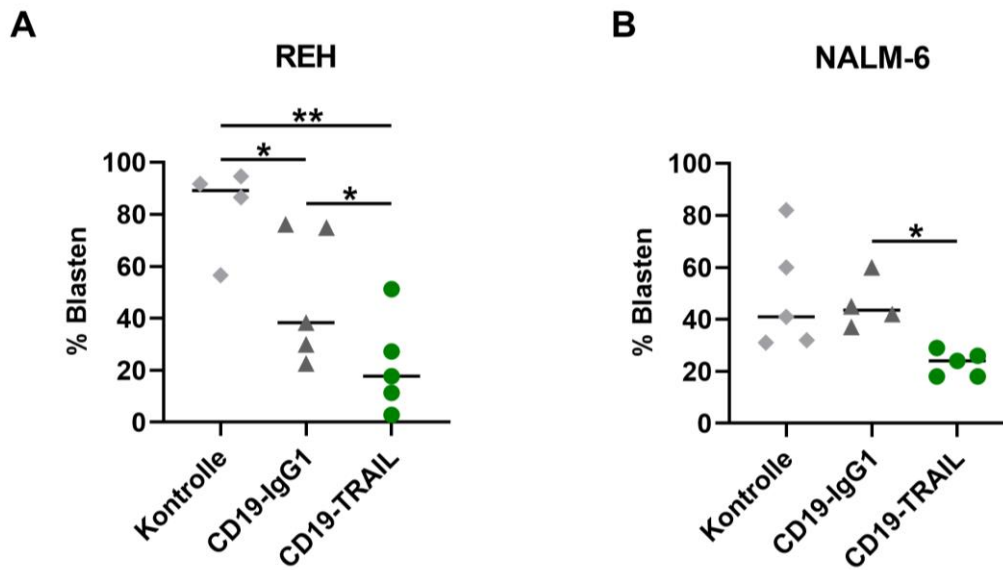 A
REH
**
*
*
100
80
60
40
20
0
% Blasten
Kontrolle
CD19-IgG1
CD19-TRAIL
B
NALM-6
*
100
80
60
40
20
0
% Blasten
Kontrolle
CD19-IgG1
CD19-TRAIL